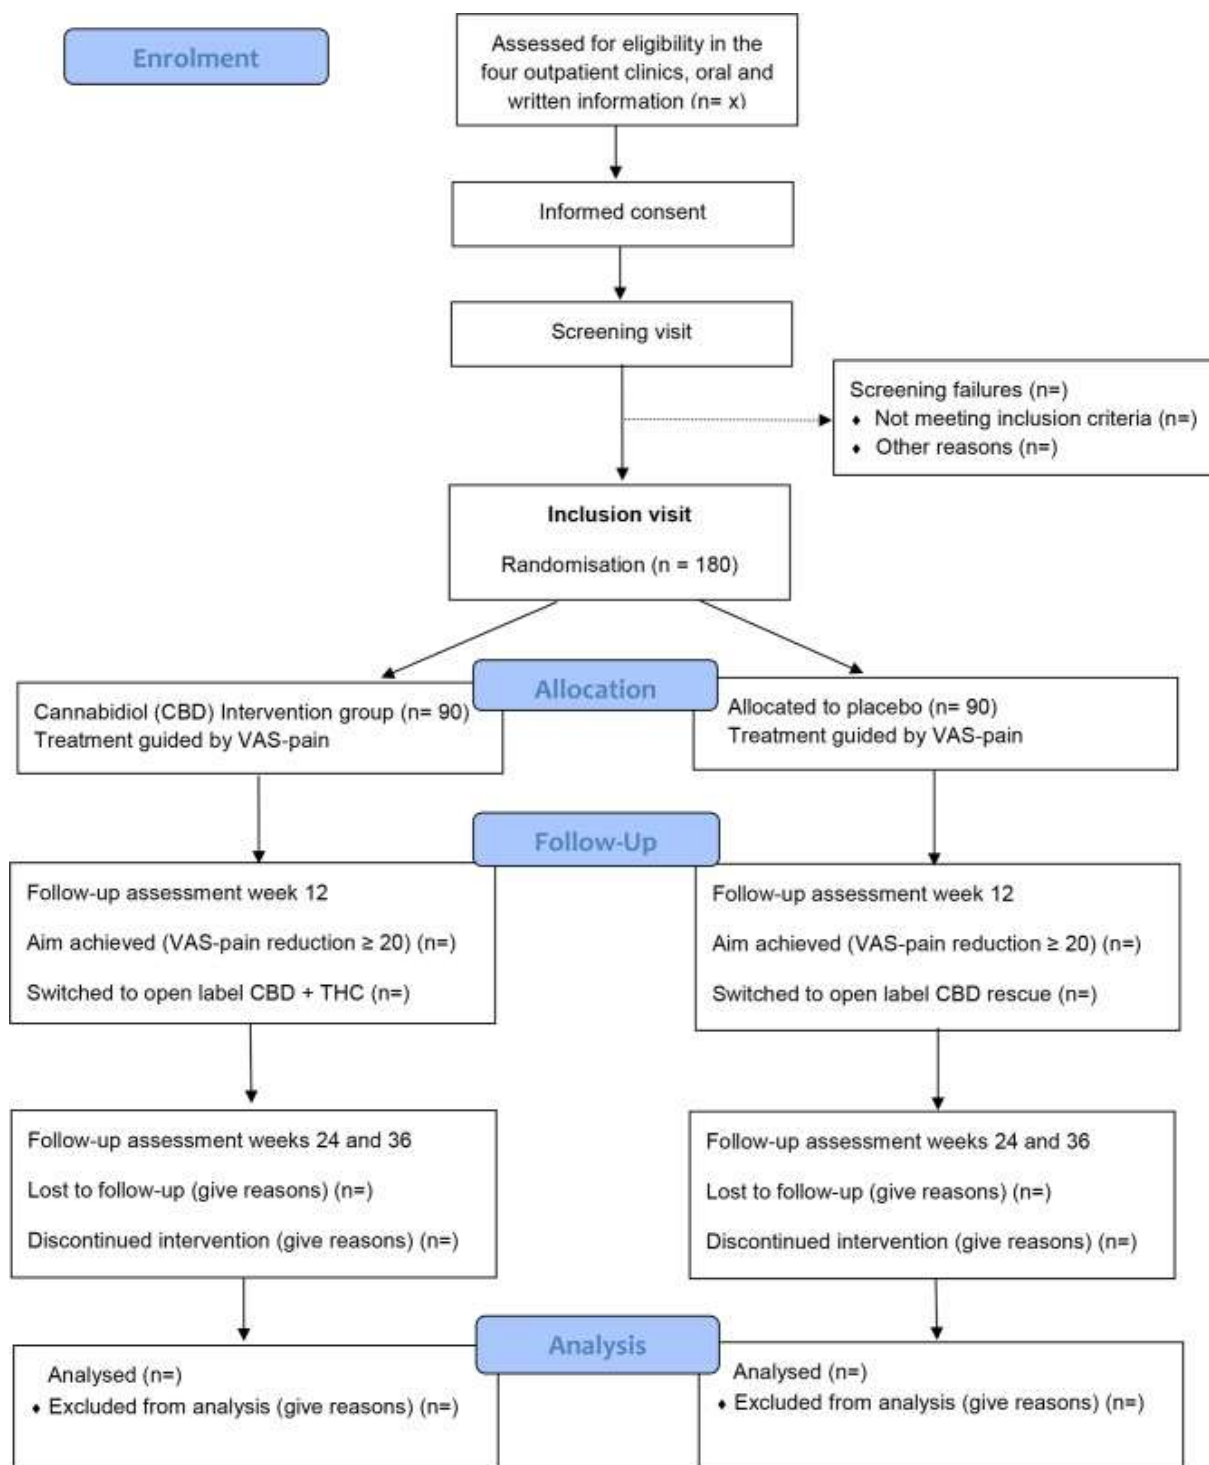 Enrolment
Assessed for eligibility in the
four outpatient clinics, oral and
written information (n= x)
Informed consent
Screening visit
Screening failures (n=)
♦ Not meeting inclusion criteria (n=)
♦ Other reasons (n=)
Inclusion visit
Randomisation (n = 180)
Allocation
Cannabidiol (CBD) Intervention group (n= 90)
Treatment guided by VAS-pain
Allocated to placebo (n= 90)
Treatment guided by VAS-pain
Follow-Up
Follow-up assessment week 12
Aim achieved (VAS-pain reduction ≥ 20) (n=)
Switched to open label CBD + THC (n=)
Follow-up assessment week 12
Aim achieved (VAS-pain reduction ≥ 20) (n=)
Switched to open label CBD rescue (n=)
Follow-up assessment weeks 24 and 36
Lost to follow-up (give reasons) (n=)
Discontinued intervention (give reasons) (n=)
Follow-up assessment weeks 24 and 36
Lost to follow-up (give reasons) (n=)
Discontinued intervention (give reasons) (n=)
Analysis
Analysed (n=)
♦ Excluded from analysis (give reasons) (n=)
Analysed (n=)
♦ Excluded from analysis (give reasons) (n=)